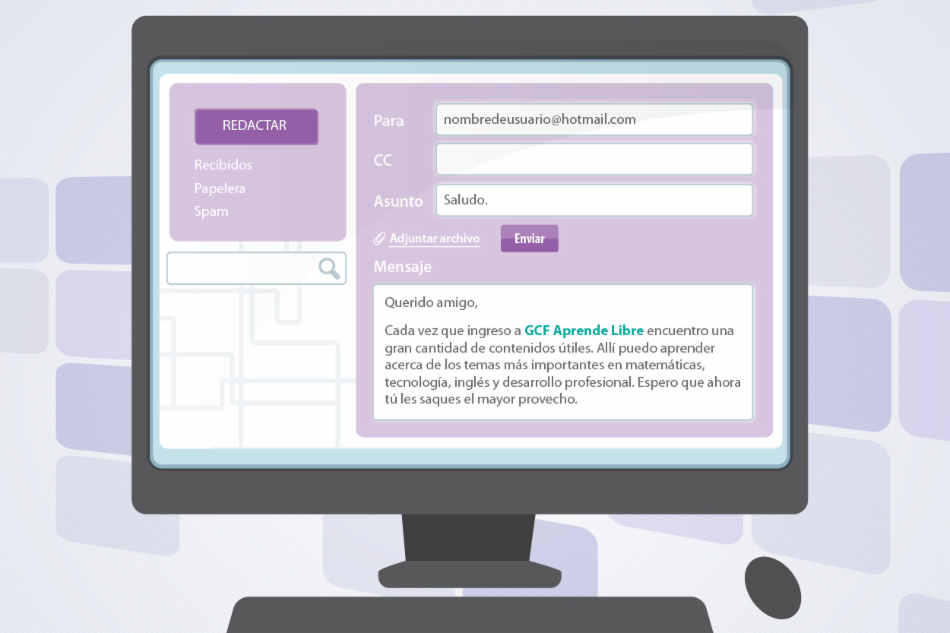 REDACTAR
Recibidos
Papelera
Spam
Para nombredeusuario@hotmail.com
CC
Asunto Saludo.
Adjuntar archivo Enviar
Mensaje
Querido amigo,
Cada vez que ingreso a GCF Aprende Libre encuentro una
gran cantidad de contenidos útiles. Allí puedo aprender
acerca de los temas más importantes en matemáticas,
tecnología, inglés y desarrollo profesional. Espero que ahora
tú les saques el mayor provecho.